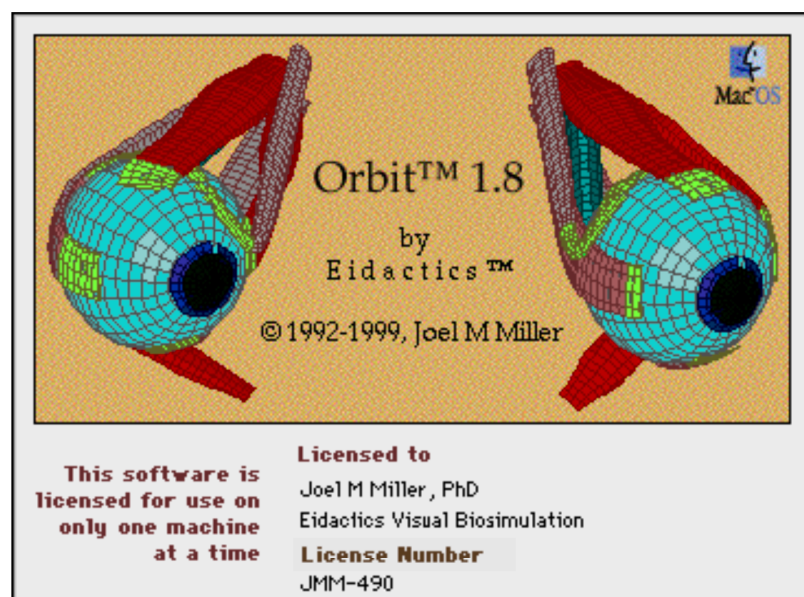 Mac OS
Orbit™ 1.8
by
Eidactics™
© 1992-1999, Joel M Miller
This software is
licensed for use on
only one machine
at a time
Licensed to
Joel M Miller, PhD
Eidactics Visual Biosimulation
License Number
JMM-490